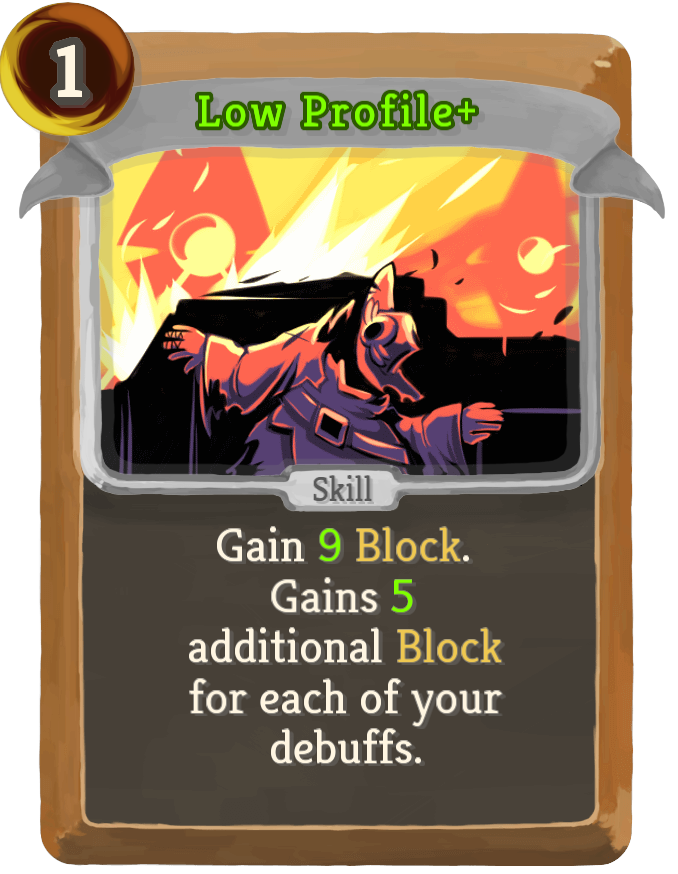 1
Low Profile+
Skill
Gain 9 Block.
Gains 5
additional Block
for each of your
debuffs.